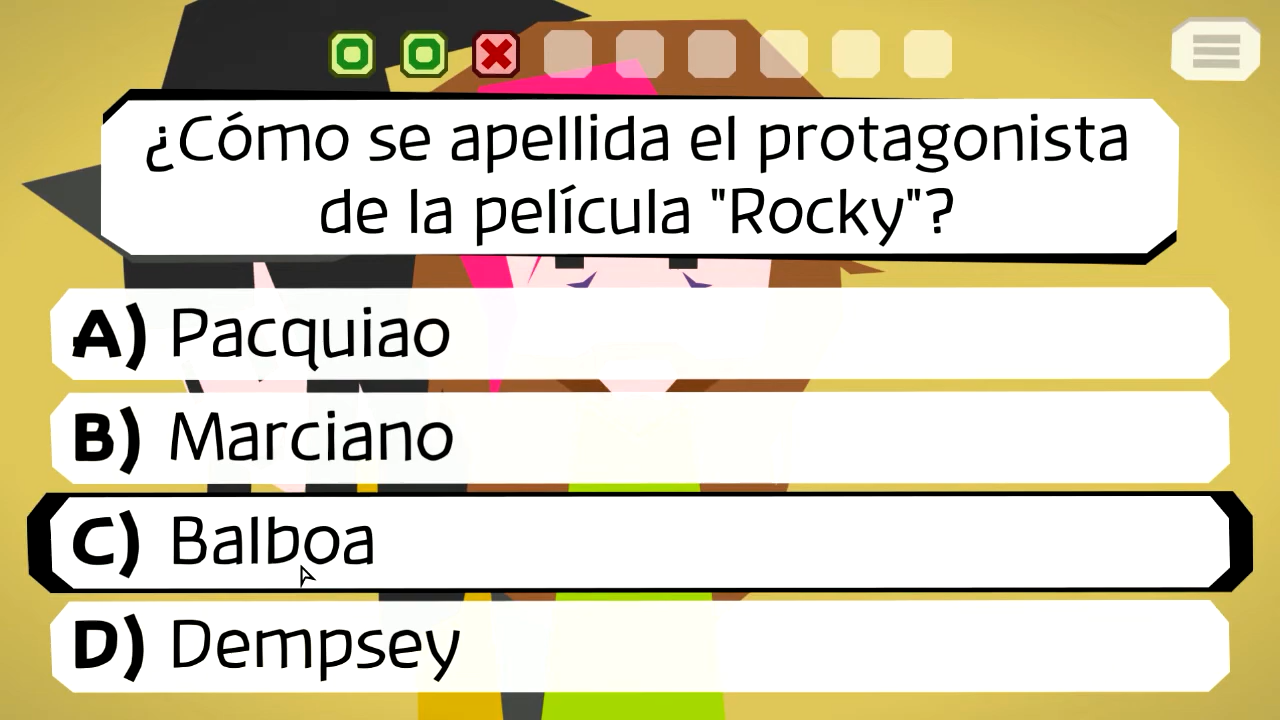 ¿Cómo se apellida el protagonista
de la película "Rocky"?
A) Pacquiao
B) Marciano
C) Balboa
D) Dempsey